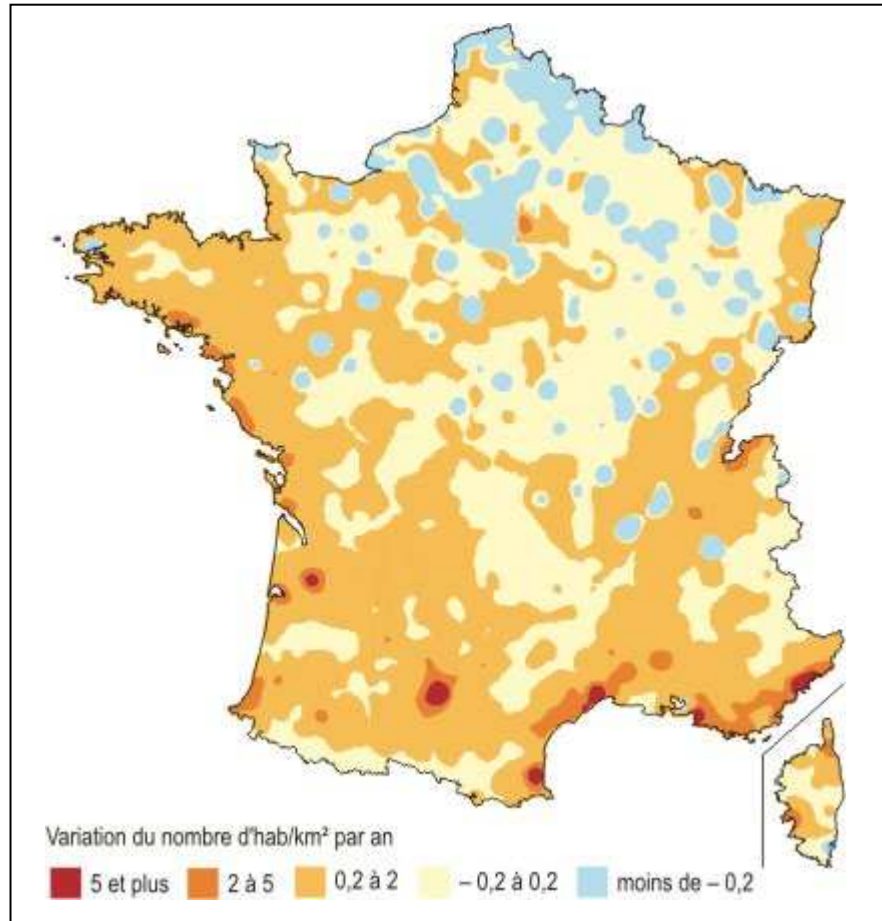 Variation du nombre d'hab/km² par an
5 et plus 2 à 5 0,2 à 2 – 0,2 à 0,2 moins de – 0,2